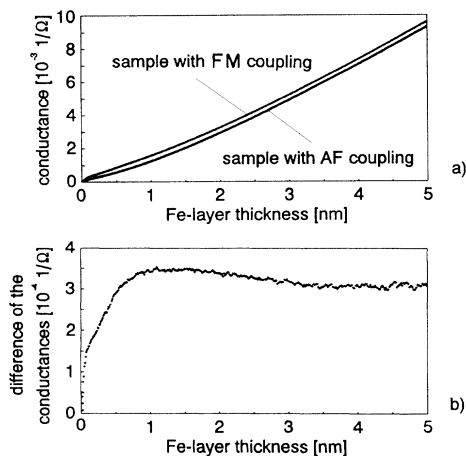 conductance [10⁻³ 1/Ω]
10
8
6
4
2
0
sample with FM coupling
sample with AF coupling
0 1 2 3 4 5
Fe-layer thickness [nm]
a)
difference of the
conductances [10⁻⁴ 1/Ω]
4
3
2
1
0
0 1 2 3 4 5
Fe-layer thickness [nm]
b)